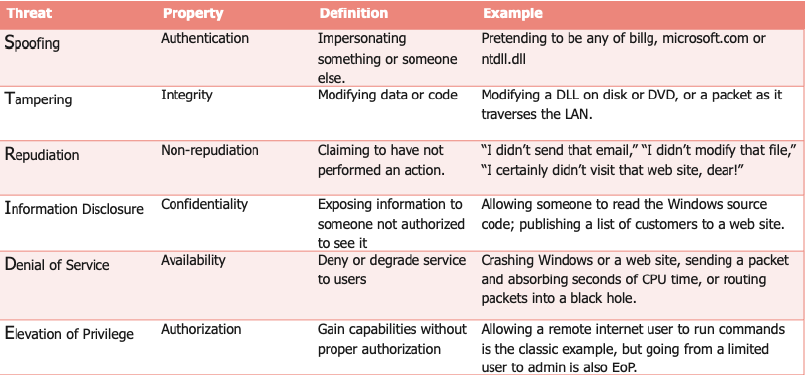 Threat Property Definition Example
Spoofing Authentication Impersonating something or someone else. Pretending to be any of billg, microsoft.com or ntdll.dll
Tampering Integrity Modifying data or code Modifying a DLL on disk or DVD, or a packet as it traverses the LAN.
Repudiation Non-repudiation Claiming to have not performed an action. “I didn’t send that email,” “I didn’t modify that file,” “I certainly didn’t visit that web site, dear!”
Information Disclosure Confidentiality Exposing information to someone not authorized to see it Allowing someone to read the Windows source code; publishing a list of customers to a web site.
Denial of Service Availability Deny or degrade service to users Crashing Windows or a web site, sending a packet and absorbing seconds of CPU time, or routing packets into a black hole.
Elevation of Privilege Authorization Gain capabilities without proper authorization Allowing a remote internet user to run commands is the classic example, but going from a limited user to admin is also EoP.